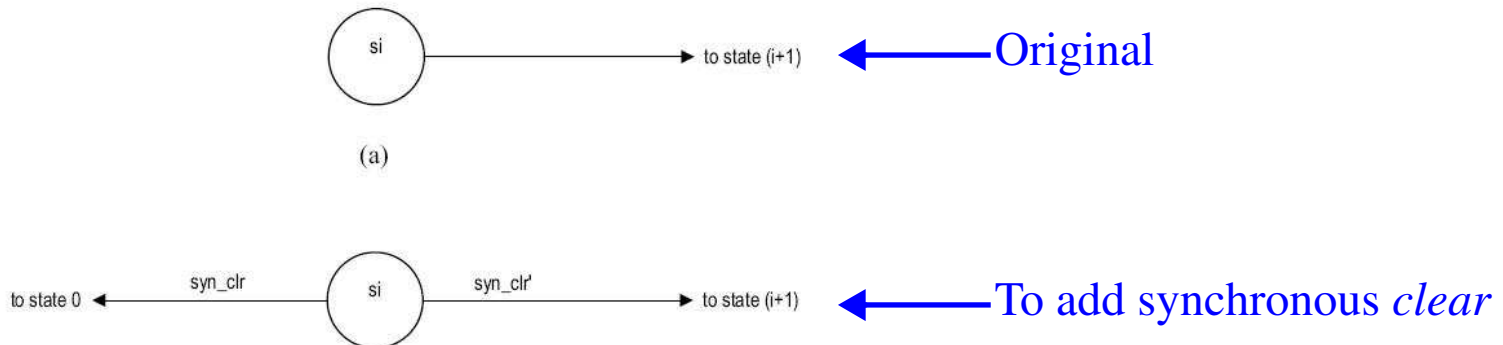 si
to state (i+1)
Original
(a)
to state 0
syn_clr
si
syn_clr'
to state (i+1)
To add synchronous clear